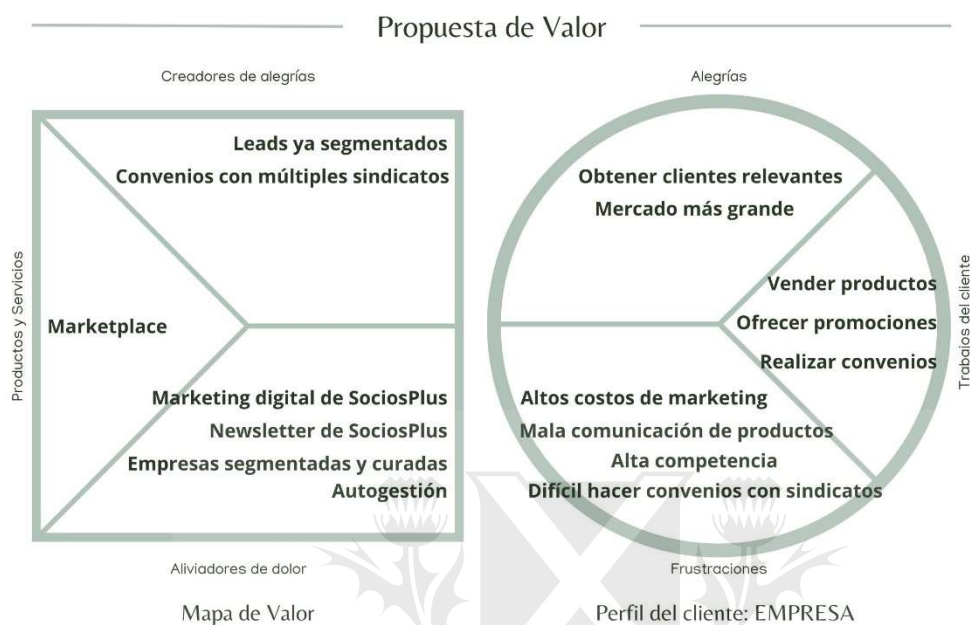 Propuesta de Valor
Creadores de alegrías
Alegrías
Leads ya segmentados
Convenios con múltiples sindicatos
Obtener clientes relevantes
Mercado más grande
Productos y Servicios
Marketplace
Vender productos
Ofrecer promociones
Realizar convenios
Trabajos del cliente
Marketing digital de SociosPlus
Newsletter de SociosPlus
Empresas segmentadas y curadas
Autogestión
Altos costos de marketing
Mala comunicación de productos
Alta competencia
Difícil hacer convenios con sindicatos
Aliviadores de dolor
Frustraciones
Mapa de Valor
Perfil del cliente: EMPRESA